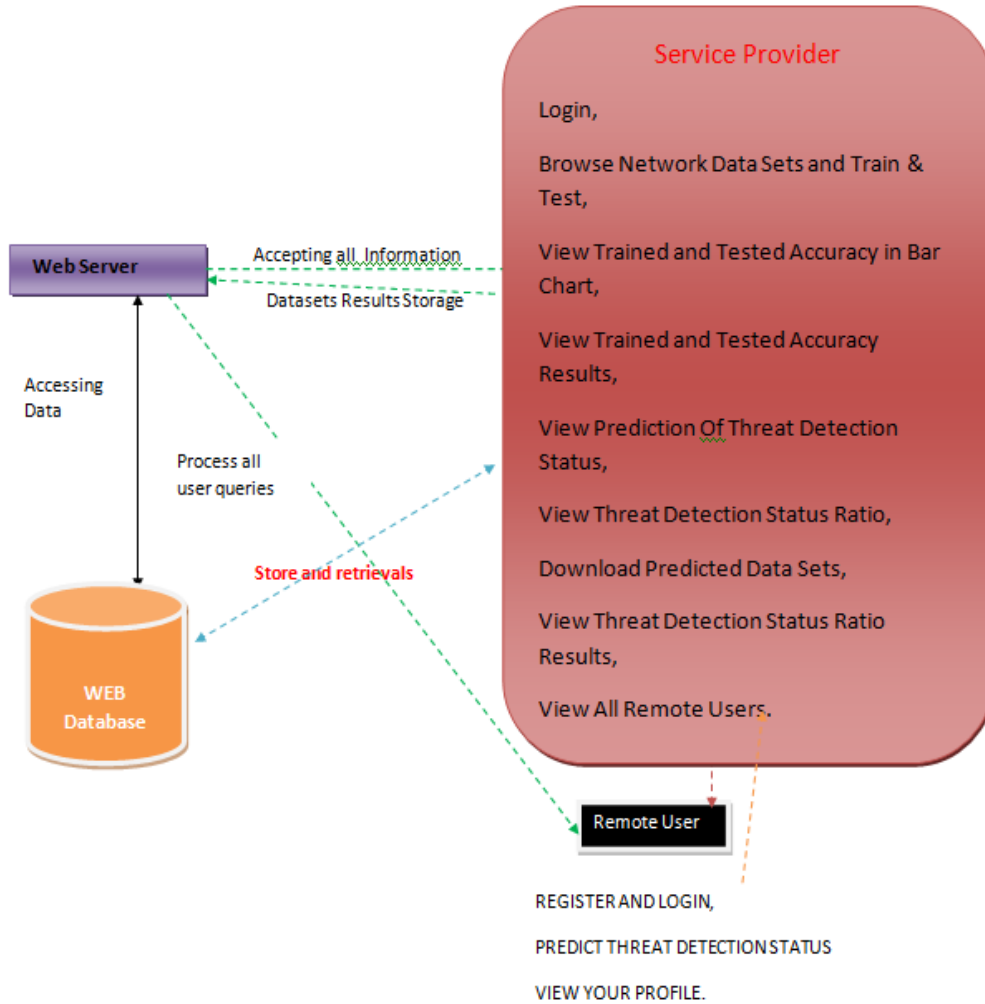 Service Provider
Login,
Browse Network Data Sets and Train &
Test,
View Trained and Tested Accuracy in Bar
Chart,
View Trained and Tested Accuracy
Results,
View Prediction Of Threat Detection
Status,
View Threat Detection Status Ratio,
Download Predicted Data Sets,
View Threat Detection Status Ratio
Results,
View All Remote Users.
Web Server
Accepting all Information
Datasets Results Storage
Accessing
Data
Process all
user queries
Store and retrievals
WEB
Database
Remote User
REGISTER AND LOGIN,
PREDICT THREAT DETECTION STATUS
VIEW YOUR PROFILE.